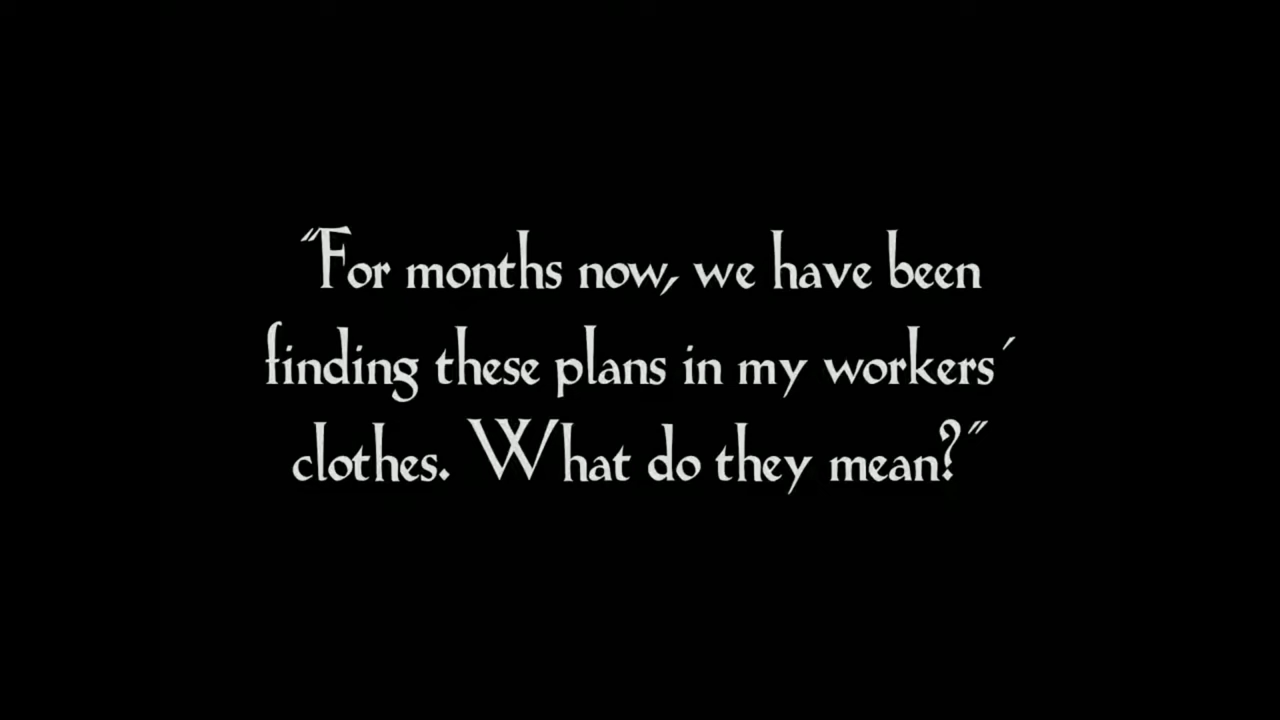 "For months now, we have been
finding these plans in my workers´
clothes. What do they mean?"